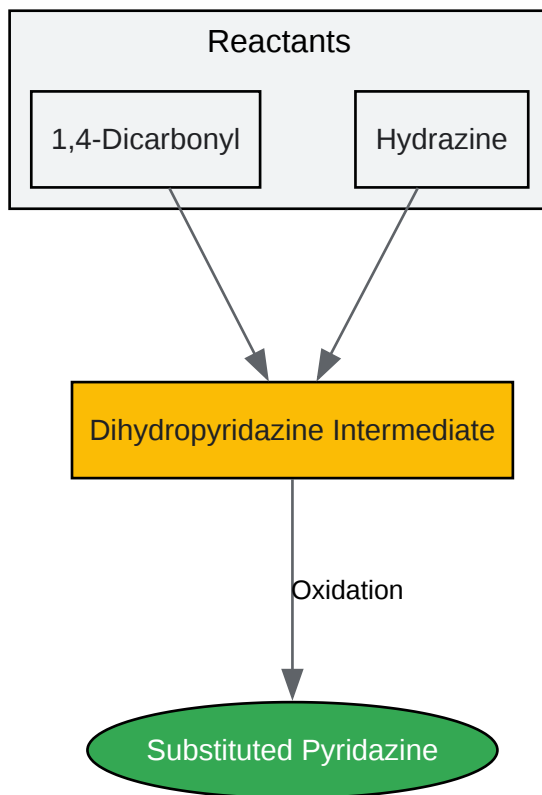 Reactants
1,4-Dicarbonyl
Hydrazine
Dihydropyridazine Intermediate
Oxidation
Substituted Pyridazine